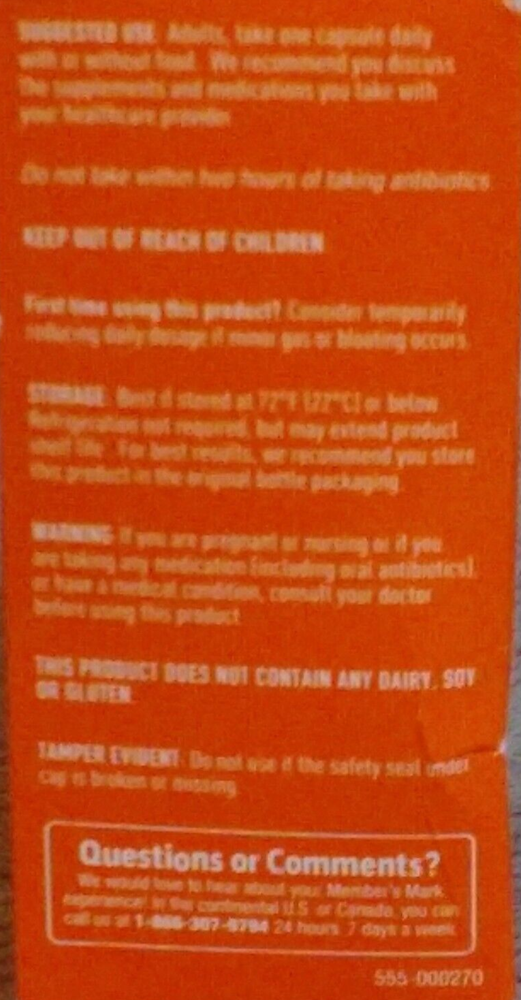 SUGGESTED USE: Adults, take one capsule daily
with or without food. We recommend you discuss
the supplements and medications you take with
your healthcare provider.
Do not take within two hours of taking antibiotics.
KEEP OUT OF REACH OF CHILDREN
First time using this product? Consider temporarily
reducing daily dosage if minor gas or bloating occurs.
STORAGE: Best if stored at 72°F (22°C) or below.
Refrigeration not required, but may extend product
shelf life. For best results, we recommend you store
this product in the original bottle packaging.
WARNING: If you are pregnant or nursing or if you
are taking any medication (including oral antibiotics),
or have a medical condition, consult your doctor
before using this product.
THIS PRODUCT DOES NOT CONTAIN ANY DAIRY, SOY
OR GLUTEN.
TAMPER EVIDENT: Do not use if the safety seal under
cap is broken or missing.
Questions or Comments?
We would love to hear about your Member's Mark
experience! In the continental U.S. or Canada, you can
call us at 24 hours, 7 days a week.
555-000270